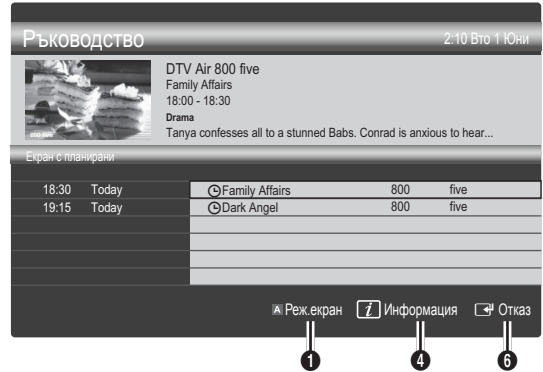 Ръководство 2:10 Вто 1 Юни
DTV Air 800 five
Family Affairs
18:00 - 18:30
Drama
Tanya confesses all to a stunned Babs. Conrad is anxious to hear...
Екран с планирани
18:30 Today Family Affairs 800 five
19:15 Today Dark Angel 800 five
A Реж.екран i Информация Отказ
1 4 6